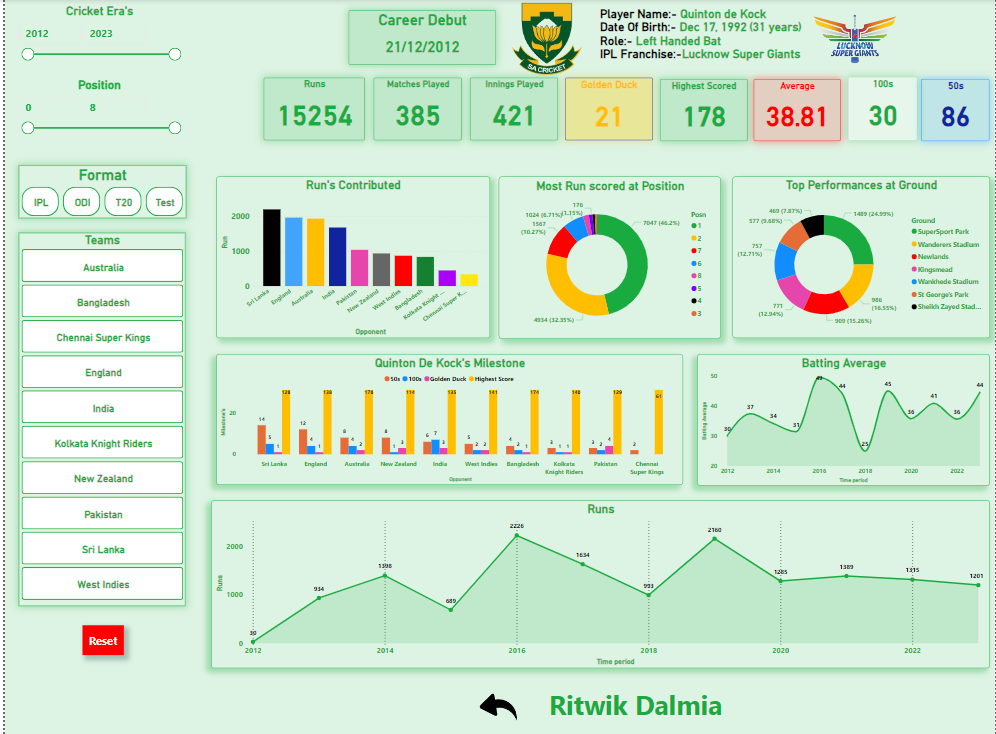 Cricket Era's
2012 2023
Position
0 8
Career Debut
21/12/2012
SA CRICKET
Player Name:- Quinton de Kock
Date Of Birth:- Dec 17, 1992 (31 years)
Role:- Left Handed Bat
IPL Franchise:-Lucknow Super Giants
LUCKNOW
SUPER GIANTS
Runs
15254
Matches Played
385
Innings Played
421
Golden Duck
21
Highest Scored
178
Average
38.81
100s
30
50s
86
Format
IPL ODI T20 Test
Teams
Australia
Bangladesh
Chennai Super Kings
England
India
Kolkata Knight Riders
New Zealand
Pakistan
Sri Lanka
West Indies
Reset
Run's Contributed
Run
2000
1000
0
Sri Lanka England Australia India Pakistan New Zealand West Indies Bangladesh Kolkata Knight ... Chennai Super K...
Opponent
Most Run scored at Position
176
(1.15%)
1024 (6.71%)
1567
(10.27%)
4934 (32.35%)
7047 (46.2%)
Posn
1
2
7
6
8
5
4
3
Top Performances at Ground
469 (7.87%)
577 (9.68%)
757
(12.71%)
771
(12.94%)
909 (15.26%)
986
(16.55%)
1489 (24.99%)
Ground
SuperSport Park
Wanderers Stadium
Newlands
Kingsmead
Wankhede Stadium
St George's Park
Sheikh Zayed Stad...
Quinton De Kock's Milestone
50s 100s Golden Duck Highest Score
Milestone's
20
0
14 5 1 128
12 4 1 138
8 4 2 178
8 1 3 114
6 7 3 135
5 2 2 141
4 2 1 174
3 1 1 140
3 2 4 129
2 61
Sri Lanka England Australia New Zealand India West Indies Bangladesh Kolkata Knight Riders Pakistan Chennai Super Kings
Opponent
Batting Average
Batting Average
50
40
30
20
30 37 34 31 49 44 25 45 36 41 36 44
2012 2014 2016 2018 2020 2022
Time period
Runs
Runs
2000
1000
0
30 934 1398 689 2226 1634 993 2160 1285 1389 1315 1201
2012 2014 2016 2018 2020 2022
Time period
Ritwik Dalmia